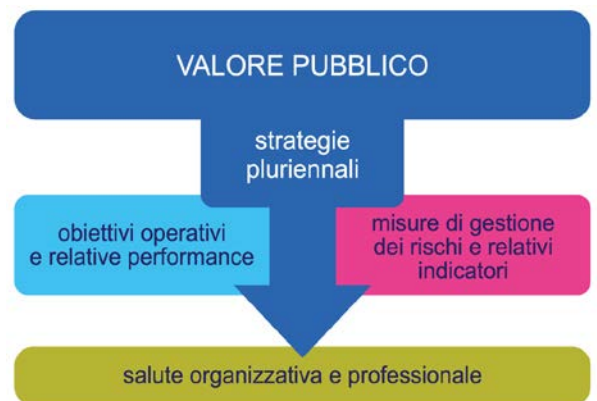 VALORE PUBBLICO
strategie
pluriennali
obiettivi operativi
e relative performance
misure di gestione
dei rischi e relativi
indicatori
salute organizzativa e professionale